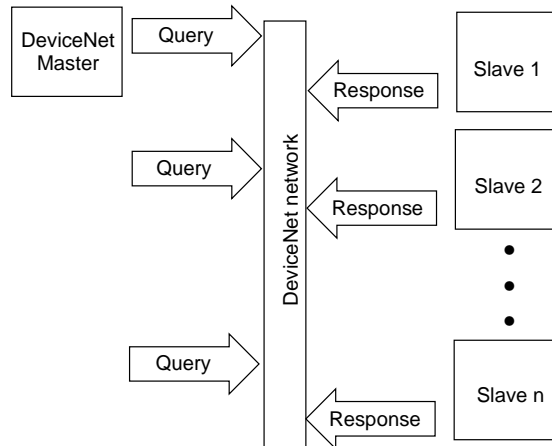 DeviceNet
Master
Query
Response
Slave 1
Query
Response
Slave 2
DeviceNet network
Query
Response
Slave n